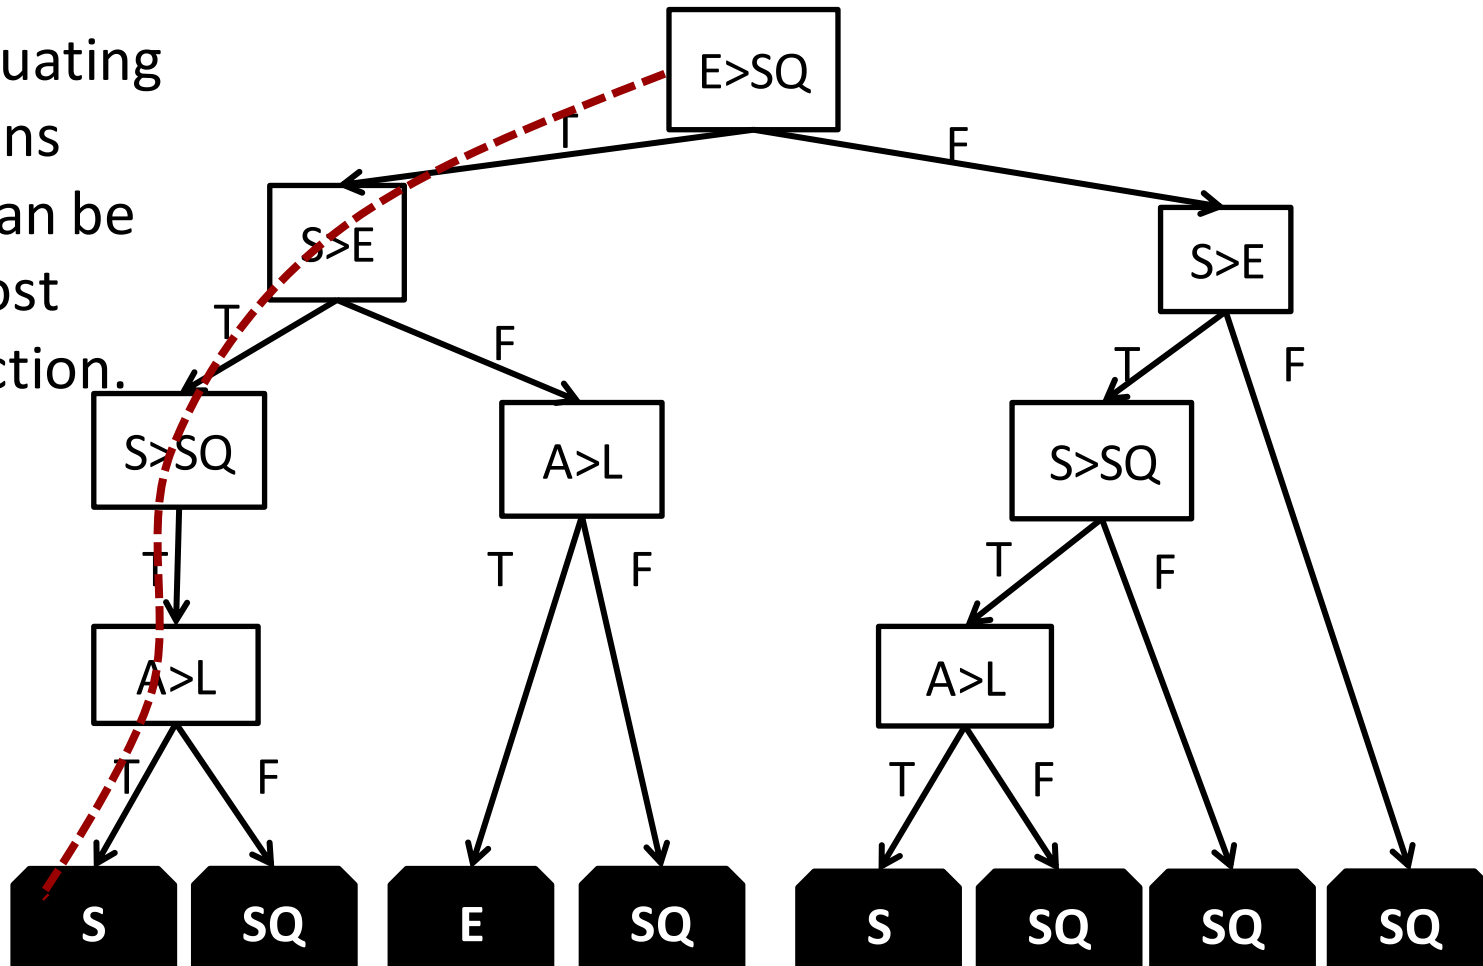 uating
ns
an be
ost
ction.
E>SQ
T
F
S>E
S>E
T
F
T
F
S>SQ
A>L
S>SQ
T
T
F
T
F
A>L
A>L
T
F
T
F
S
SQ
E
SQ
S
SQ
SQ
SQ